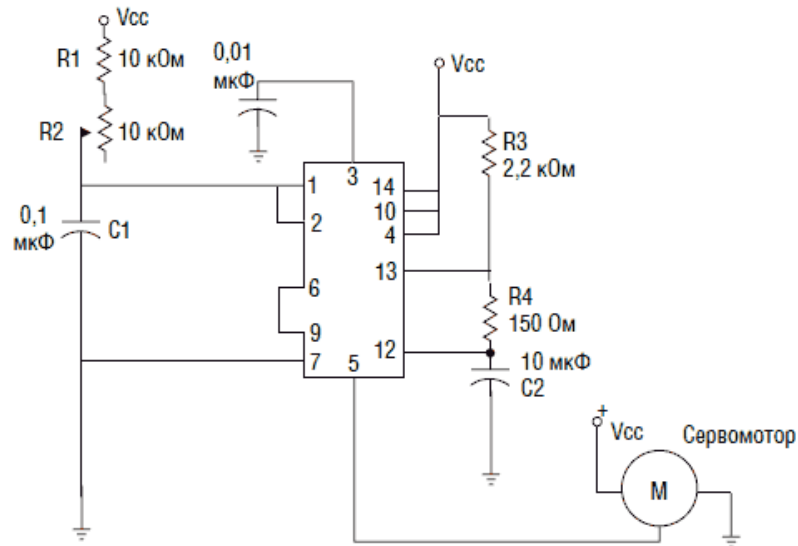 Vcc
R1 10 кОм
R2 10 кОм
0,1
мкФ
C1
0,01
мкФ
1
2
6
9
7
3
14
10
4
13
12
5
Vcc
R3
2,2 кОм
R4
150 Ом
10 мкФ
C2
+
Vcc
Сервомотор
M